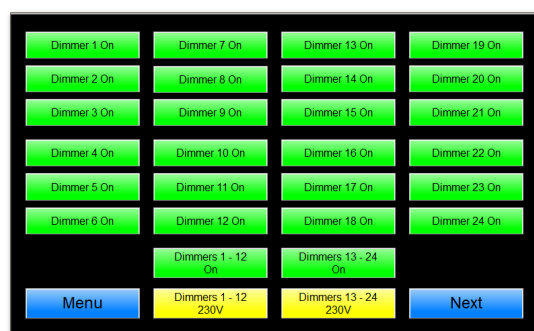 Dimmer 1 On
Dimmer 7 On
Dimmer 13 On
Dimmer 19 On
Dimmer 2 On
Dimmer 8 On
Dimmer 14 On
Dimmer 20 On
Dimmer 3 On
Dimmer 9 On
Dimmer 15 On
Dimmer 21 On
Dimmer 4 On
Dimmer 10 On
Dimmer 16 On
Dimmer 22 On
Dimmer 5 On
Dimmer 11 On
Dimmer 17 On
Dimmer 23 On
Dimmer 6 On
Dimmer 12 On
Dimmer 18 On
Dimmer 24 On
Dimmers 1 - 12
On
Dimmers 13 - 24
On
Menu
Dimmers 1 - 12
230V
Dimmers 13 - 24
230V
Next